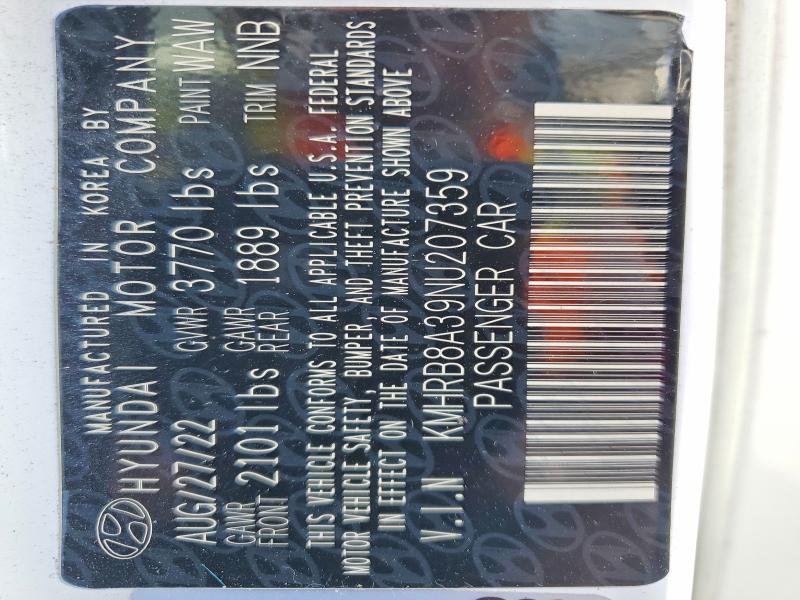 MANUFACTURED IN KOREA BY
HYUNDAI MOTOR COMPANY
AUG/27/22 GVWR 3770 lbs PAINT WAW
GAWR FRONT 2101 lbs GAWR REAR 1889 lbs TRIM NNB
THIS VEHICLE CONFORMS TO ALL APPLICABLE U.S.A. FEDERAL
MOTOR VEHICLE SAFETY, BUMPER, AND THEFT PREVENTION STANDARDS
IN EFFECT ON THE DATE OF MANUFACTURE SHOWN ABOVE
V.I.N KMHRB8A39NU207359
PASSENGER CAR